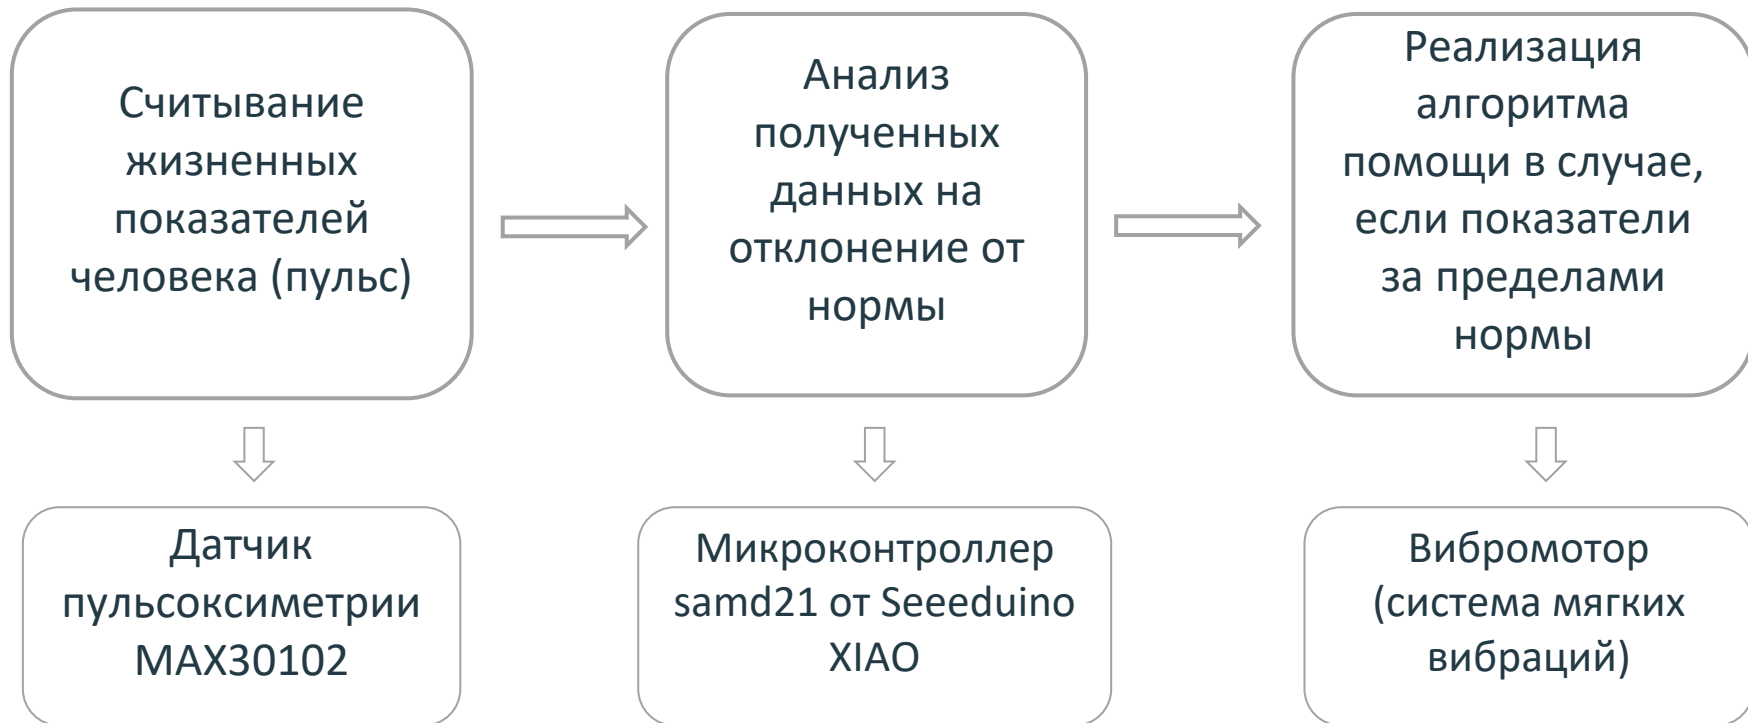 Считывание
жизненных
показателей
человека (пульс)
Анализ
полученных
данных на
отклонение от
нормы
Реализация
алгоритма
помощи в случае,
если показатели
за пределами
нормы
Датчик
пульсоксиметрии
MAX30102
Микроконтроллер
samd21 от Seeeduino
XIAO
Вибромотор
(система мягких
вибраций)